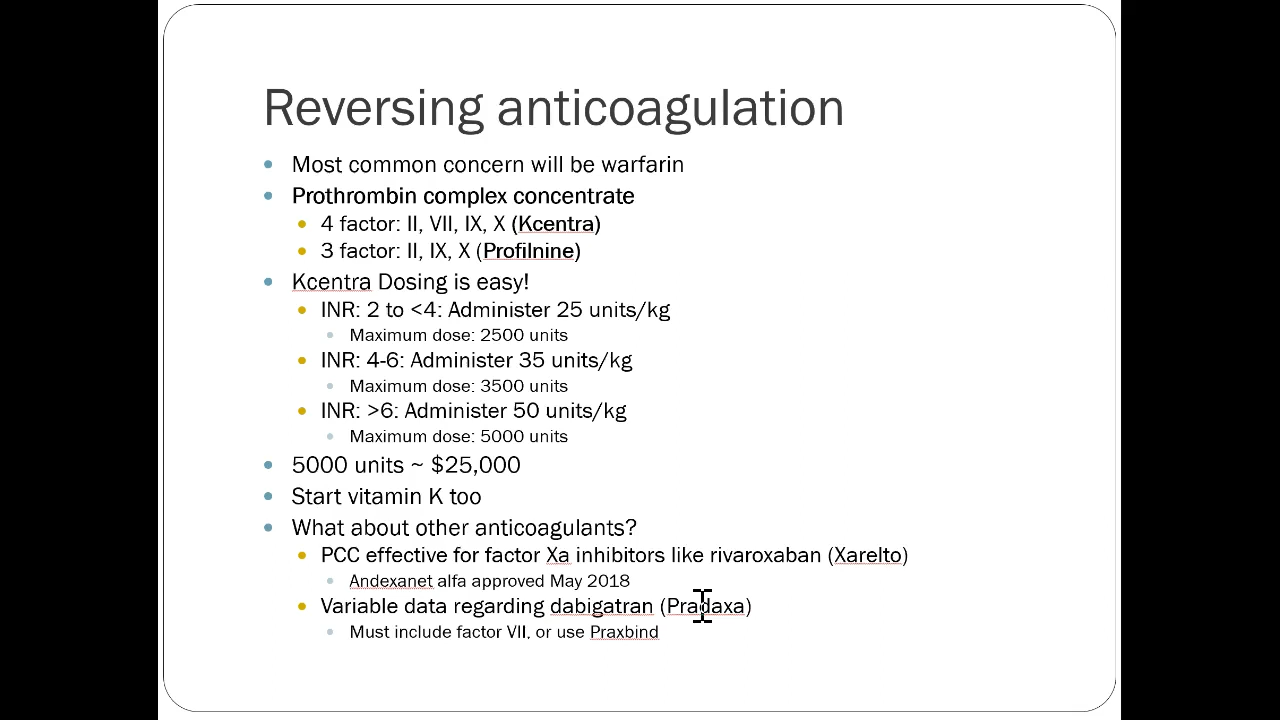 Reversing anticoagulation
Most common concern will be warfarin
Prothrombin complex concentrate
4 factor: II, VII, IX, X (Kcentra)
3 factor: II, IX, X (Profilnine)
Kcentra Dosing is easy!
INR: 2 to <4: Administer 25 units/kg
Maximum dose: 2500 units
INR: 4-6: Administer 35 units/kg
Maximum dose: 3500 units
INR: >6: Administer 50 units/kg
Maximum dose: 5000 units
5000 units ~ $25,000
Start vitamin K too
What about other anticoagulants?
PCC effective for factor Xa inhibitors like rivaroxaban (Xarelto)
Andexanet alfa approved May 2018
Variable data regarding dabigatran (Pradaxa)
Must include factor VII, or use Praxbind